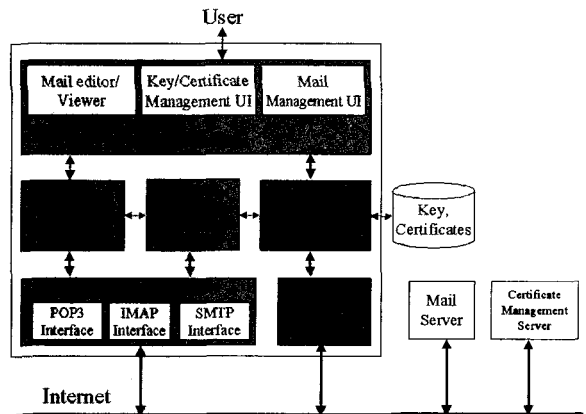 User
Mail editor/
Viewer
Key/Certificate
Management UI
Mail
Management UI
Key,
Certificates
POP3
Interface
IMAP
Interface
SMTP
Interface
Mail
Server
Certificate
Management
Server
Internet